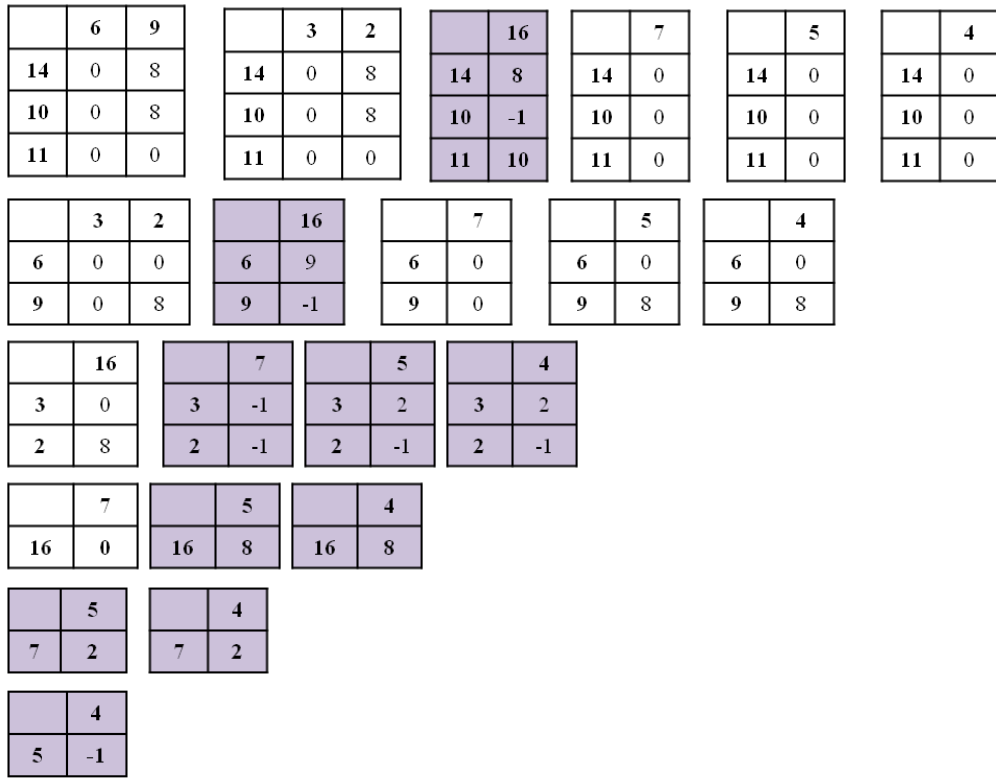 6 9 3 2 16 7 5 4
14 0 8 14 0 8 14 8 14 0 14 0 14 0
10 0 8 10 0 8 10 -1 10 0 10 0 10 0
11 0 0 11 0 0 11 10 11 0 11 0 11 0
3 2 16 7 5 4
6 0 0 6 9 6 0 6 0 6 0
9 0 8 9 -1 9 0 9 8 9 8
16 7 5 4
3 0 3 -1 3 2 3 2
2 8 2 -1 2 -1 2 -1
7 5 4
16 0 16 8 16 8
5 4
7 2 7 2
4
5 -1